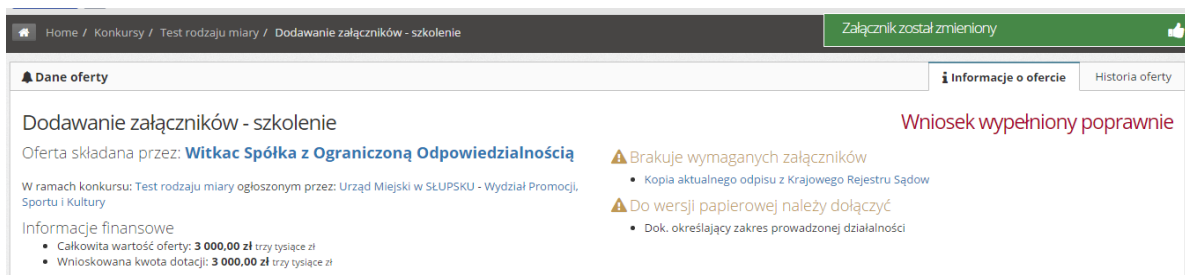 Home / Konkursy / Test rodzaju miary / Dodawanie załączników - szkolenie
Załącznik został zmieniony
Dane oferty
Informacje o ofercie
Historia oferty
Dodawanie załączników - szkolenie
Wniosek wypełniony poprawnie
Oferta składana przez: Witkac Spółka z Ograniczoną Odpowiedzialnością
W ramach konkursu: Test rodzaju miary ogłoszonym przez: Urząd Miejski w SŁUPSKU - Wydział Promocji,
Sportu i Kultury
Informacje finansowe
• Całkowita wartość oferty: 3 000,00 zł trzy tysiące zł
• Wnioskowana kwota dotacji: 3 000,00 zł trzy tysiące zł
Brakuje wymaganych załączników
• Kopia aktualnego odpisu z Krajowego Rejestru Sądow
Do wersji papierowej należy dołączyć
• Dok. określający zakres prowadzonej działalności